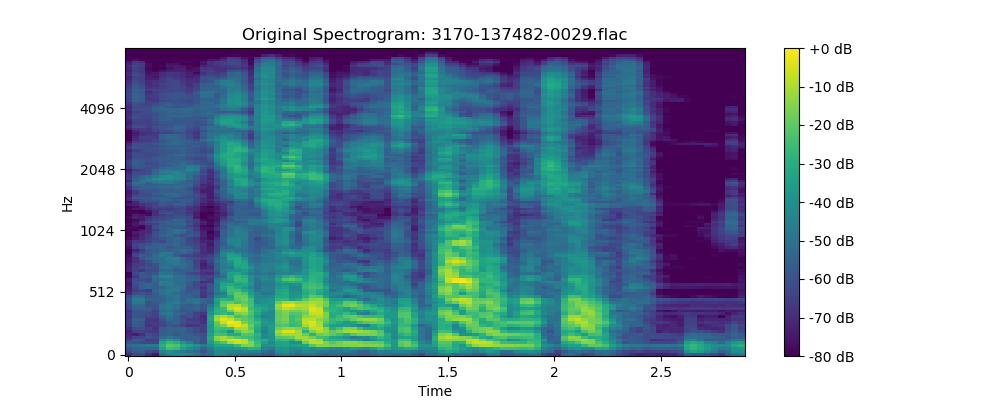 Original Spectrogram: 3170-137482-0029.flac
Hz
4096
2048
1024
512
0
0 0.5 1 1.5 2 2.5
Time
+0 dB
-10 dB
-20 dB
-30 dB
-40 dB
-50 dB
-60 dB
-70 dB
-80 dB